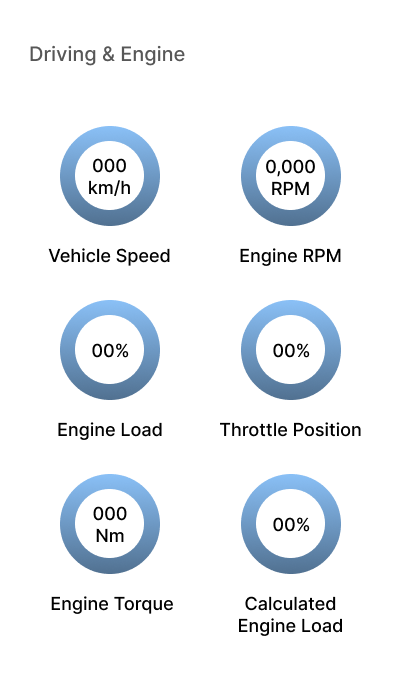 Driving & Engine
000
km/h
0,000
RPM
Vehicle Speed
Engine RPM
00%
00%
Engine Load
Throttle Position
000
Nm
00%
Engine Torque
Calculated
Engine Load